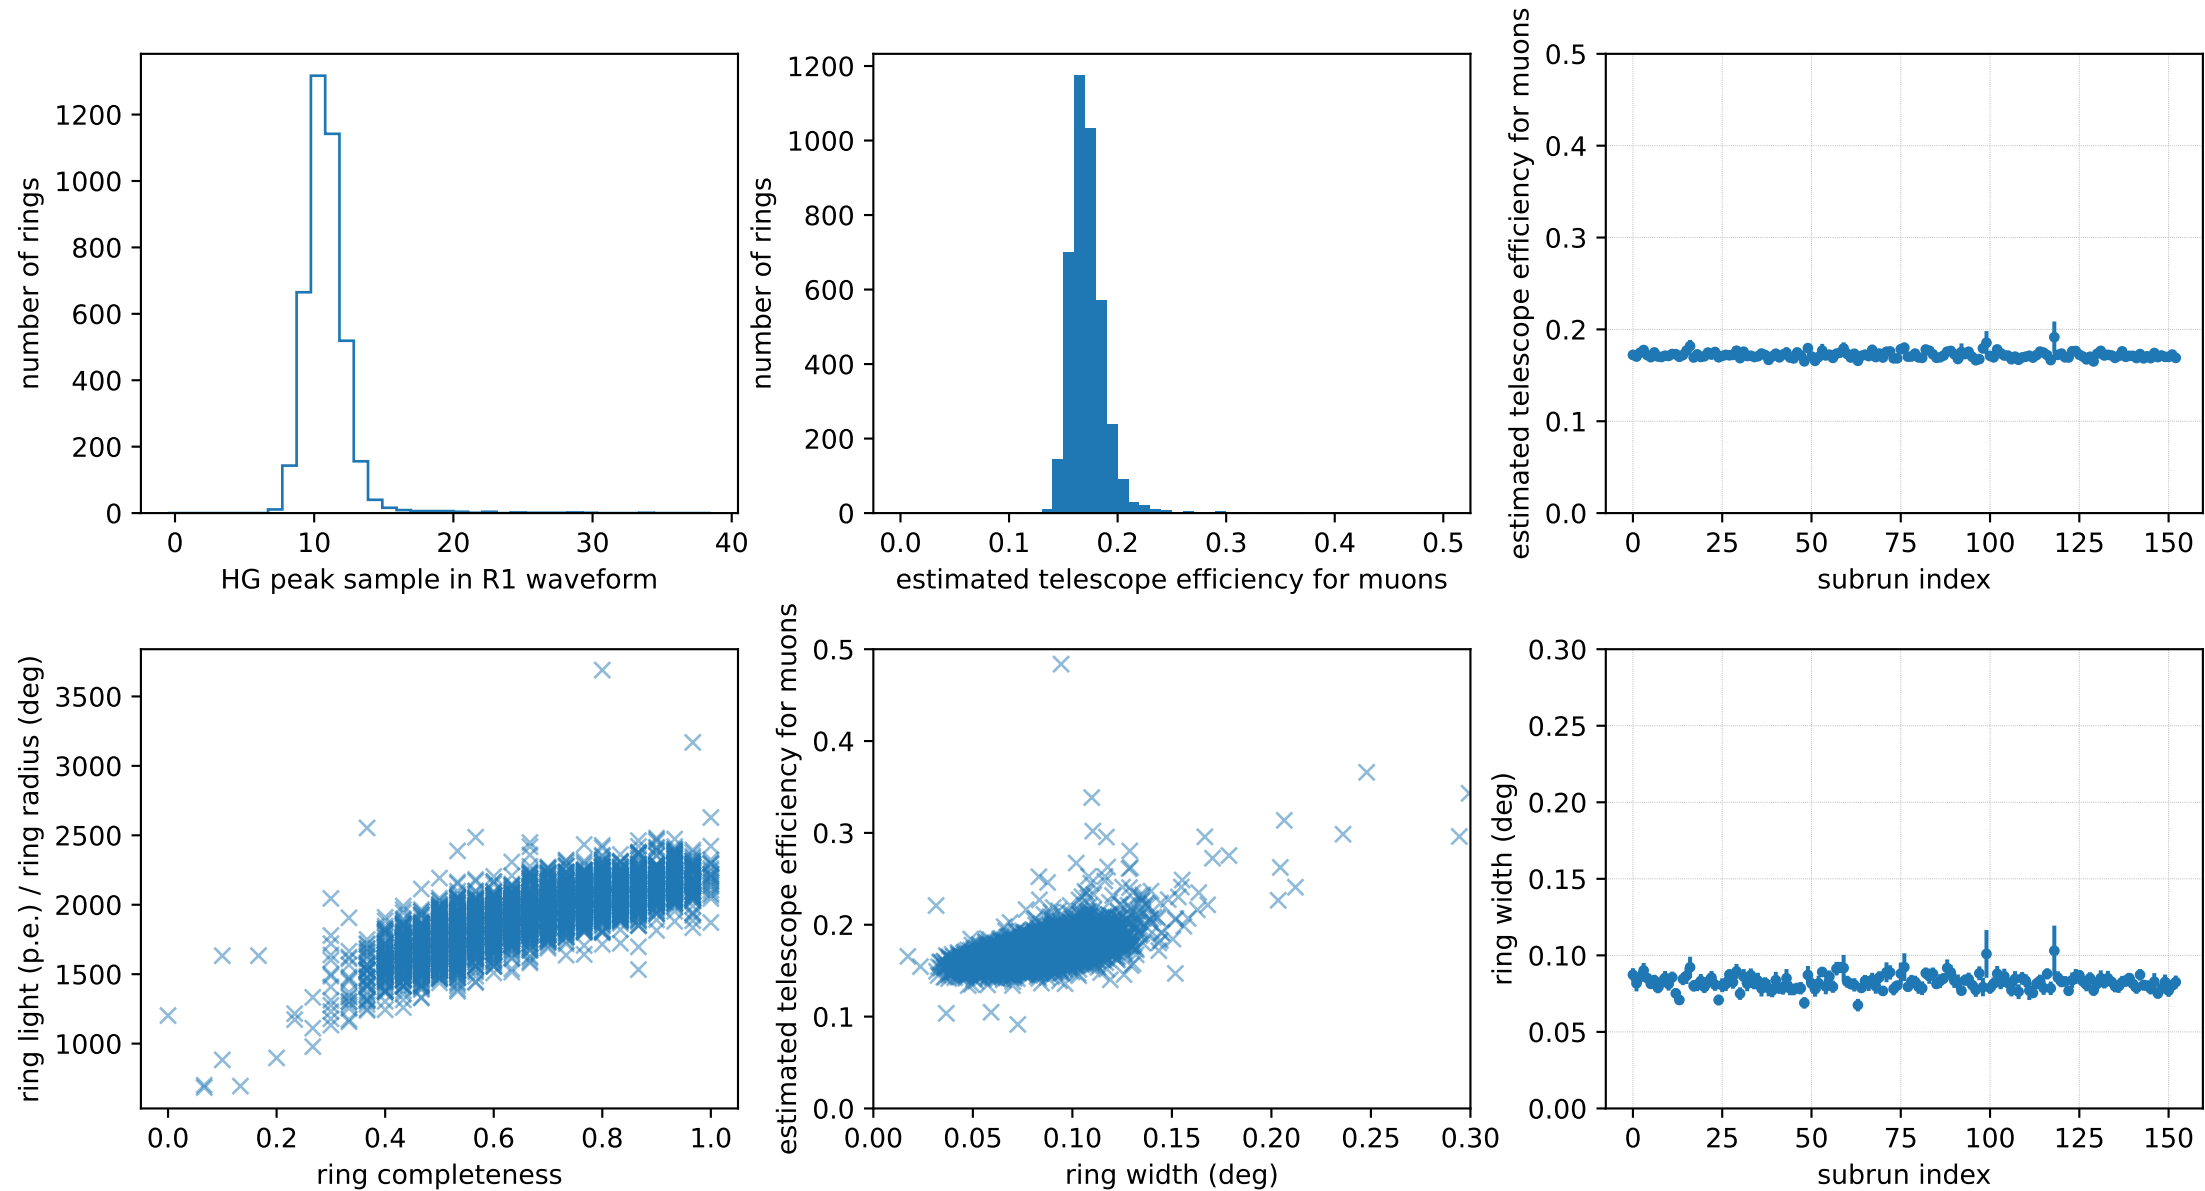 number of rings
1200
1000
800
600
400
200
0
0 10 20 30 40
HG peak sample in R1 waveform
number of rings
1200
1000
800
600
400
200
0
0.0 0.1 0.2 0.3 0.4 0.5
estimated telescope efficiency for muons
estimated telescope efficiency for muons
0.5
0.4
0.3
0.2
0.1
0.0
0 25 50 75 100 125 150
subrun index
ring light (p.e.) / ring radius (deg)
3500
3000
2500
2000
1500
1000
0.0 0.2 0.4 0.6 0.8 1.0
ring completeness
estimated telescope efficiency for muons
0.5
0.4
0.3
0.2
0.1
0.0
0.00 0.05 0.10 0.15 0.20 0.25 0.30
ring width (deg)
ring width (deg)
0.30
0.25
0.20
0.15
0.10
0.05
0.00
0 25 50 75 100 125 150
subrun index